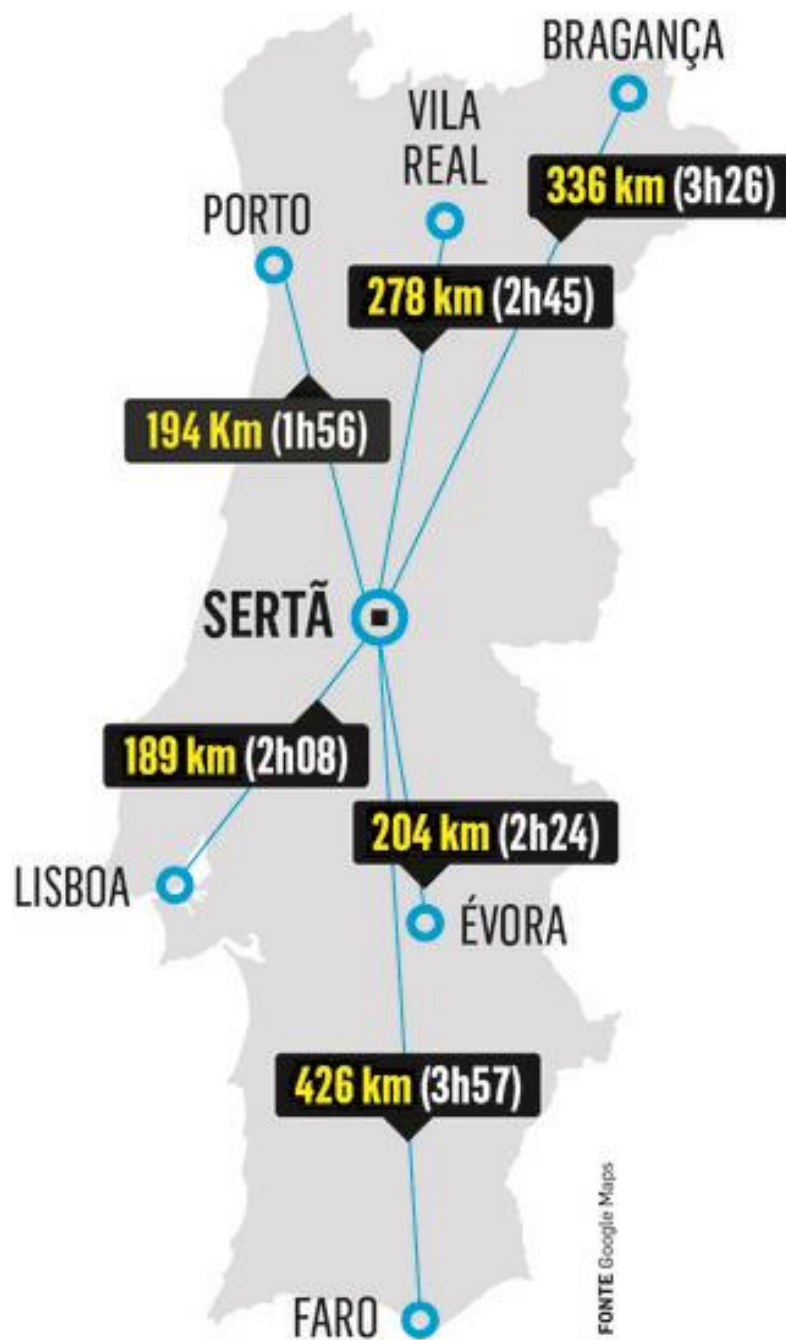 BRAGANÇA
VILA
REAL
336 km (3h26)
PORTO
278 km (2h45)
194 Km (1h56)
SERTÃ
189 km (2h08)
204 km (2h24)
LISBOA
ÉVORA
426 km (3h57)
FARO
FONTE Google Maps